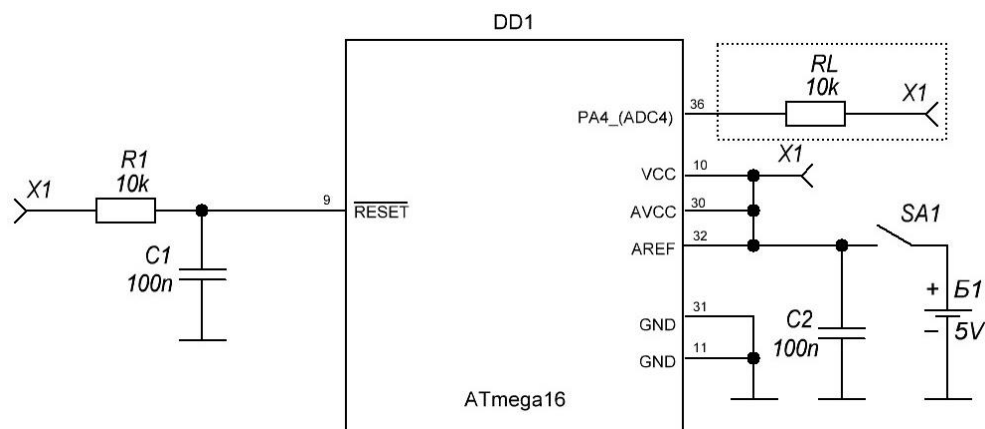 DD1
RL
10k
X1
36
PA4_(ADC4)
X1
R1
10k
X1
9
RESET
VCC
10
AVCC
30
AREF
32
SA1
C1
100n
+
Б1
–
5V
GND
31
GND
11
C2
100n
ATmega16